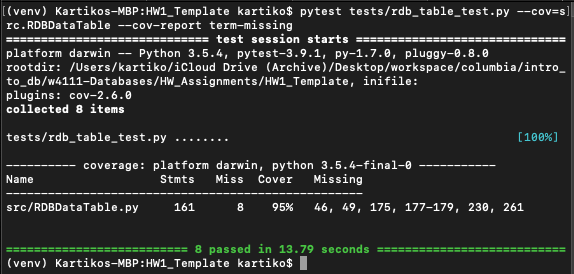 (venv) Kartikos-MBP:HW1_Template kartiko$ pytest tests/rdb_table_test.py --cov=s
rc.RDBDataTable --cov-report term-missing
============================= test session starts ==============================
platform darwin -- Python 3.5.4, pytest-3.9.1, py-1.7.0, pluggy-0.8.0
rootdir: /Users/kartiko/iCloud Drive (Archive)/Desktop/workspace/columbia/intro_
to_db/w4111-Databases/HW_Assignments/HW1_Template, inifile:
plugins: cov-2.6.0
collected 8 items
tests/rdb_table_test.py ........ [100%]
---------- coverage: platform darwin, python 3.5.4-final-0 -----------
Name Stmts Miss Cover Missing
--------------------------------------------------
src/RDBDataTable.py 161 8 95% 46, 49, 175, 177-179, 230, 261
========================== 8 passed in 13.79 seconds ===========================
(venv) Kartikos-MBP:HW1_Template kartiko$